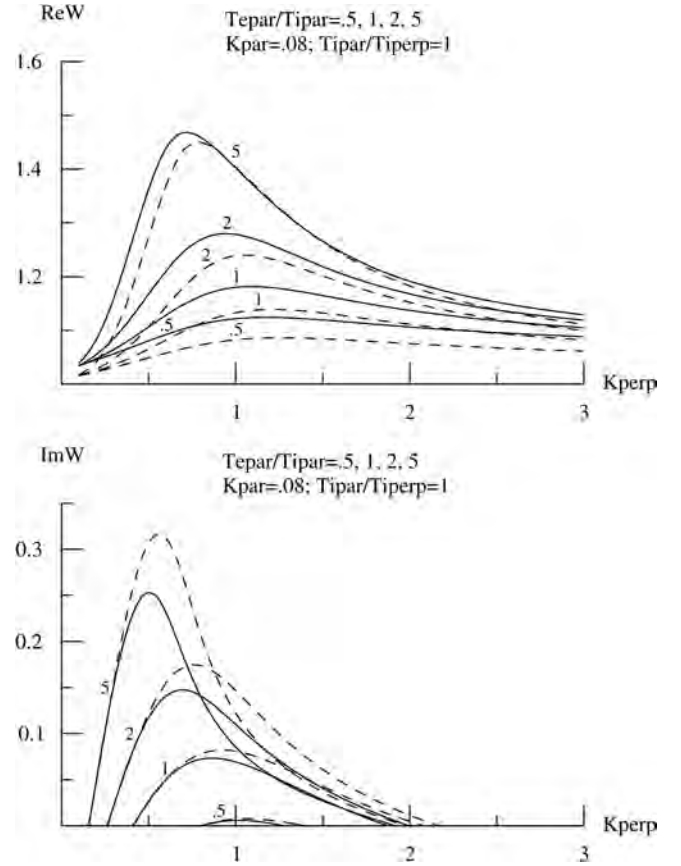 ReW
Tepar/Tipar=.5, 1, 2, 5
Kpar=.08; Tipar/Tiperp=1
1.6
1.4
1.2
5
2
2
1
1
.5
.5
Kperp
1
2
3
ImW
Tepar/Tipar=.5, 1, 2, 5
Kpar=.08; Tipar/Tiperp=1
0.3
0.2
0.1
5
2
1
.5
Kperp
1
2
3